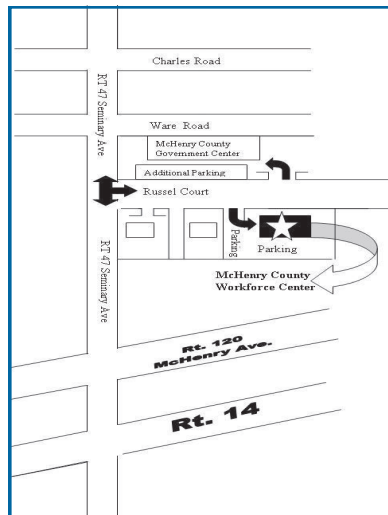 Charles Road
RT 47 Seminary Ave
Ware Road
McHenry County
Government Center
Additional Parking
Russel Court
Parking
Parking
RT 47 Seminary Ave
McHenry County
Workforce Center
Rt. 120
McHenry Ave.
Rt. 14